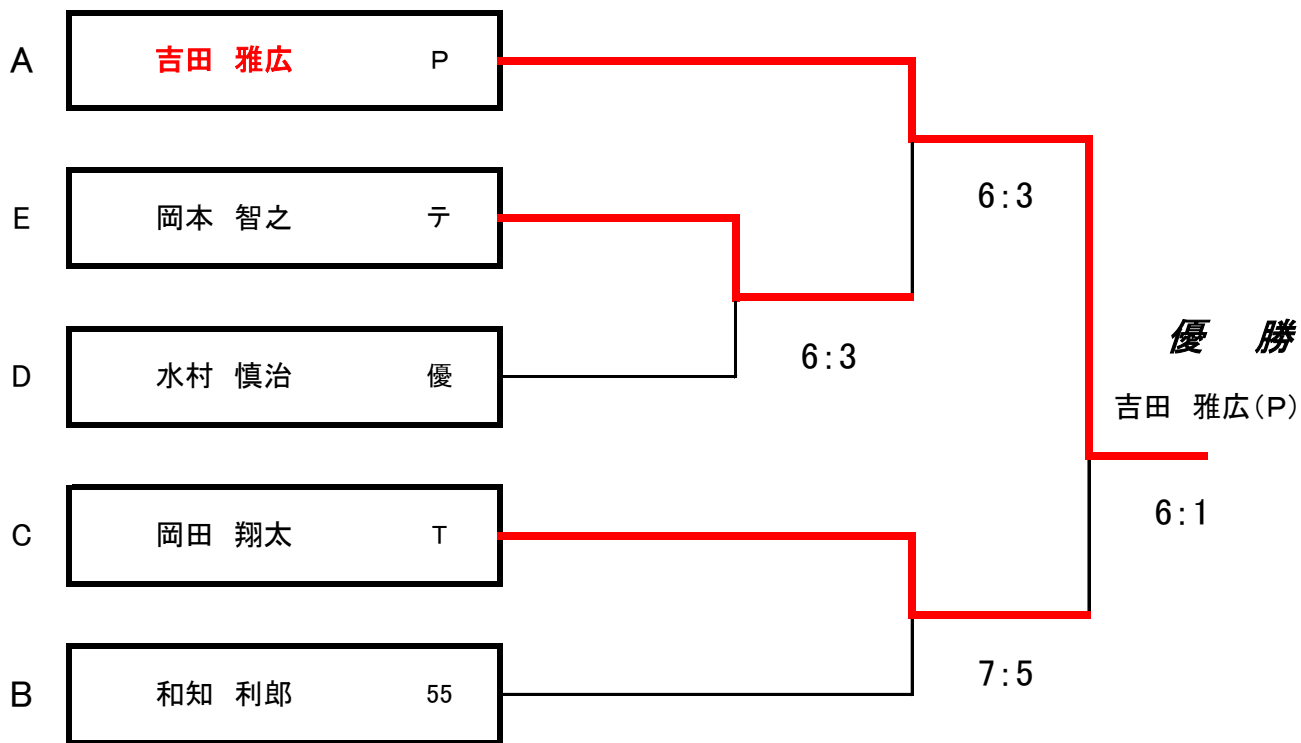 A 吉田 雅広 P
6:3
E 岡本 智之 テ
D 水村 慎治 優
6:3
優 勝
吉田 雅広(P)
6:1
C 岡田 翔太 T
B 和知 利郎 55
7:5